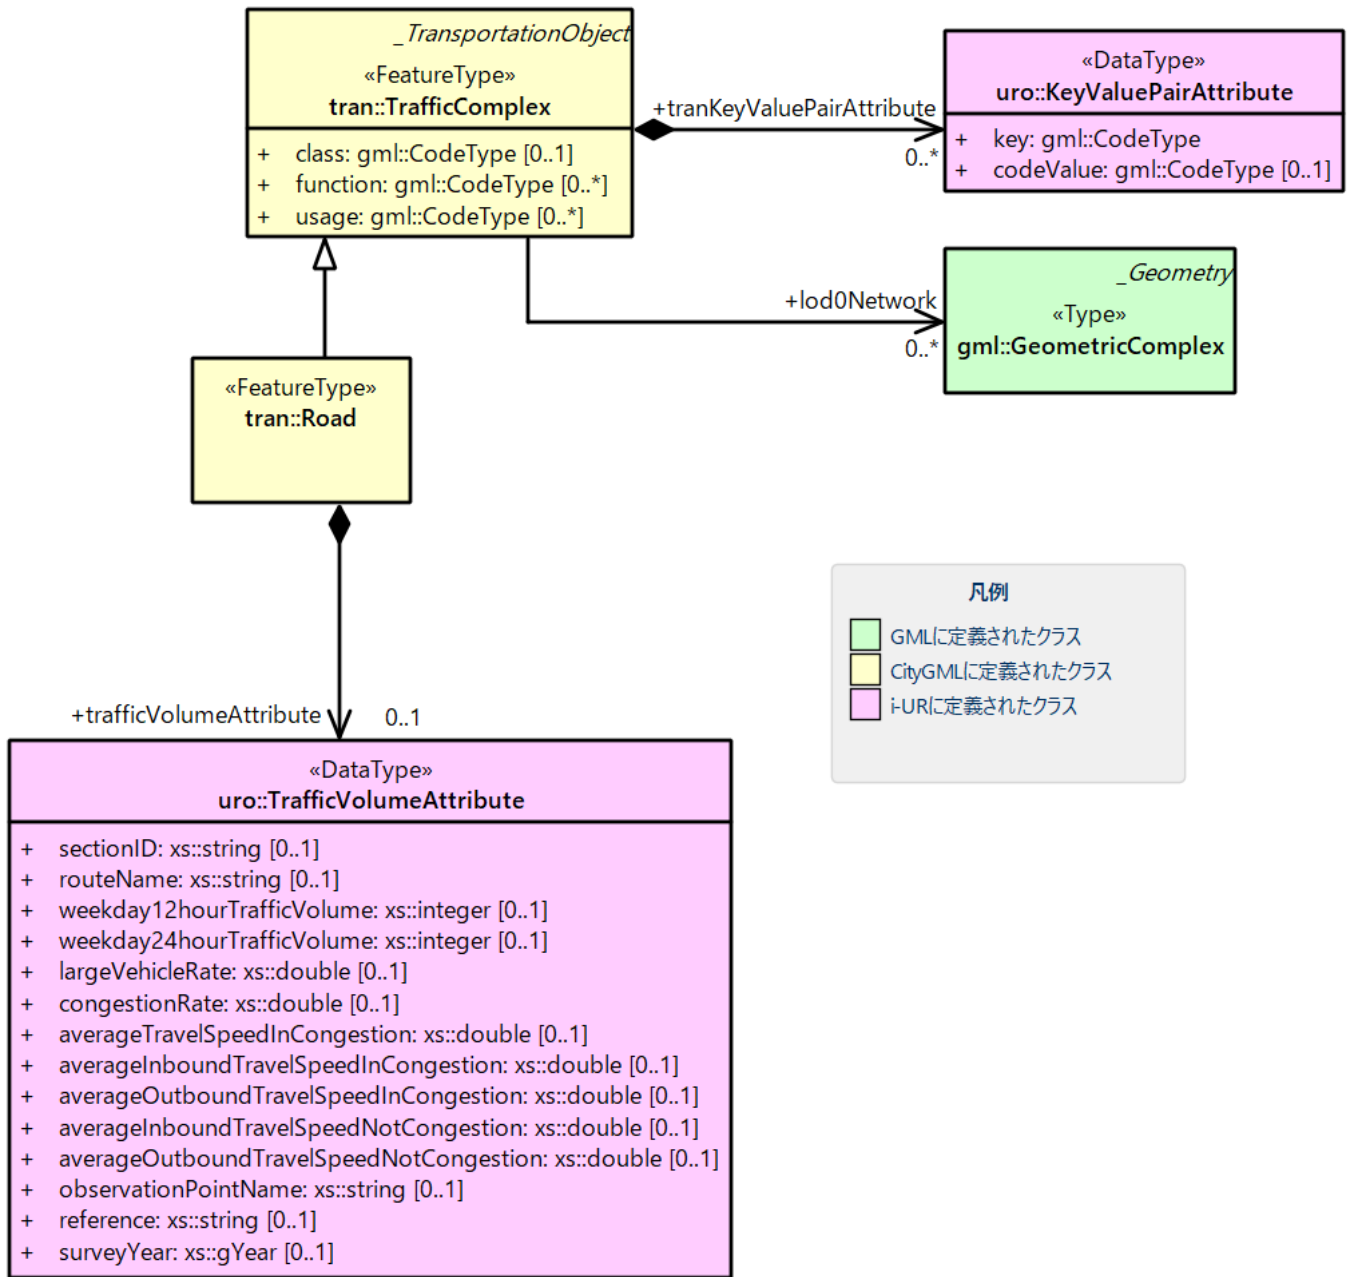 _TransportationObject
«FeatureType»
tran::TrafficComplex
+ class: gml::CodeType [0..1]
+ function: gml::CodeType [0..*]
+ usage: gml::CodeType [0..*]
+tranKeyValuePairAttribute
0..*
«DataType»
uro::KeyValuePairAttribute
+ key: gml::CodeType
+ codeValue: gml::CodeType [0..1]
+lod0Network
0..*
_Geometry
«Type»
gml::GeometricComplex
«FeatureType»
tran::Road
凡例
GMLに定義されたクラス
CityGMLに定義されたクラス
i-URに定義されたクラス
+trafficVolumeAttribute
0..1
«DataType»
uro::TrafficVolumeAttribute
+ sectionID: xs::string [0..1]
+ routeName: xs::string [0..1]
+ weekday12hourTrafficVolume: xs::integer [0..1]
+ weekday24hourTrafficVolume: xs::integer [0..1]
+ largeVehicleRate: xs::double [0..1]
+ congestionRate: xs::double [0..1]
+ averageTravelSpeedInCongestion: xs::double [0..1]
+ averageInboundTravelSpeedInCongestion: xs::double [0..1]
+ averageOutboundTravelSpeedInCongestion: xs::double [0..1]
+ averageInboundTravelSpeedNotCongestion: xs::double [0..1]
+ averageOutboundTravelSpeedNotCongestion: xs::double [0..1]
+ observationPointName: xs::string [0..1]
+ reference: xs::string [0..1]
+ surveyYear: xs::gYear [0..1]